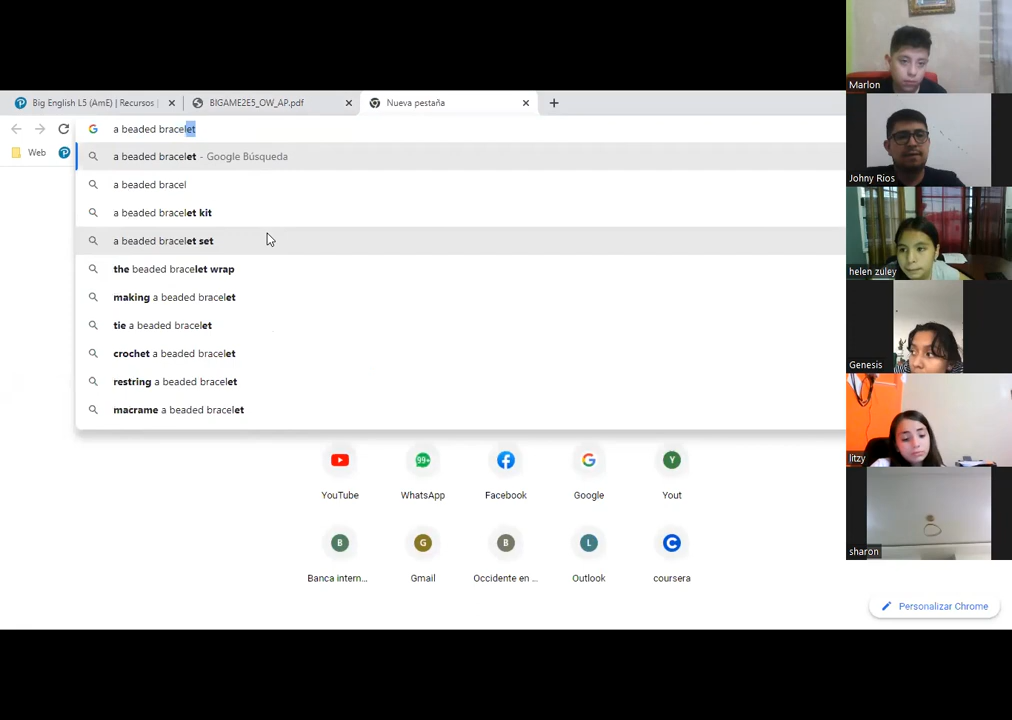 Big English L5 (AmE) | Recursos |
BIGAME2E5_OW_AP.pdf
Nueva pestaña
a beaded bracelet
Web
a beaded bracelet - Google Búsqueda
a beaded bracel
a beaded bracelet kit
a beaded bracelet set
the beaded bracelet wrap
making a beaded bracelet
tie a beaded bracelet
crochet a beaded bracelet
restring a beaded bracelet
macrame a beaded bracelet
99+
G
Y
YouTube
WhatsApp
Facebook
Google
Yout
B
G
B
L
Banca intern...
Gmail
Occidente en ...
Outlook
coursera
Personalizar Chrome
Marlon
Johny Rios
helen zuley
Genesis
litzy
sharon